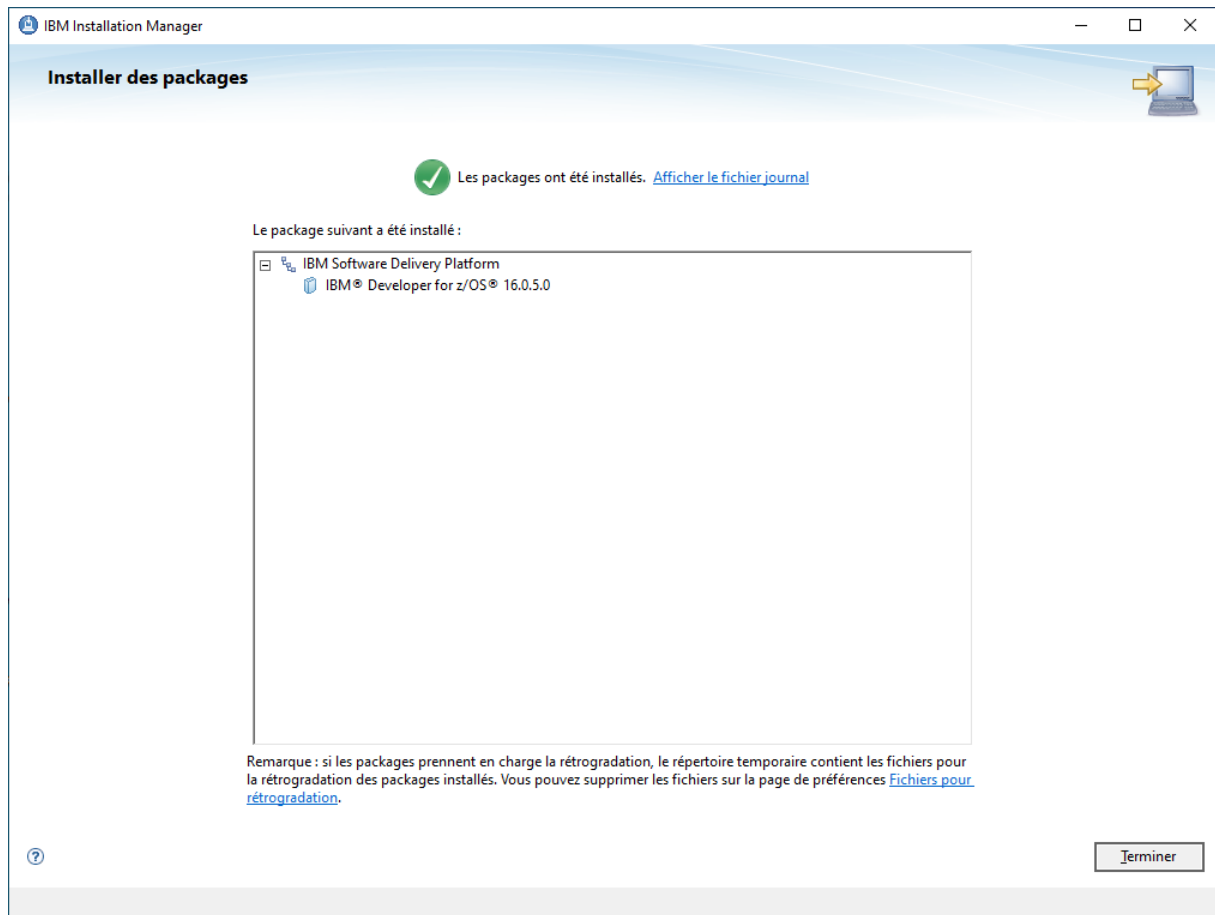 IBM Installation Manager
Installer des packages
Les packages ont été installés. Afficher le fichier journal
Le package suivant a été installé :
IBM Software Delivery Platform
IBM® Developer for z/OS® 16.0.5.0
Remarque : si les packages prennent en charge la rétrogradation, le répertoire temporaire contient les fichiers pour
la rétrogradation des packages installés. Vous pouvez supprimer les fichiers sur la page de préférences Fichiers pour
rétrogradation.
?
Terminer